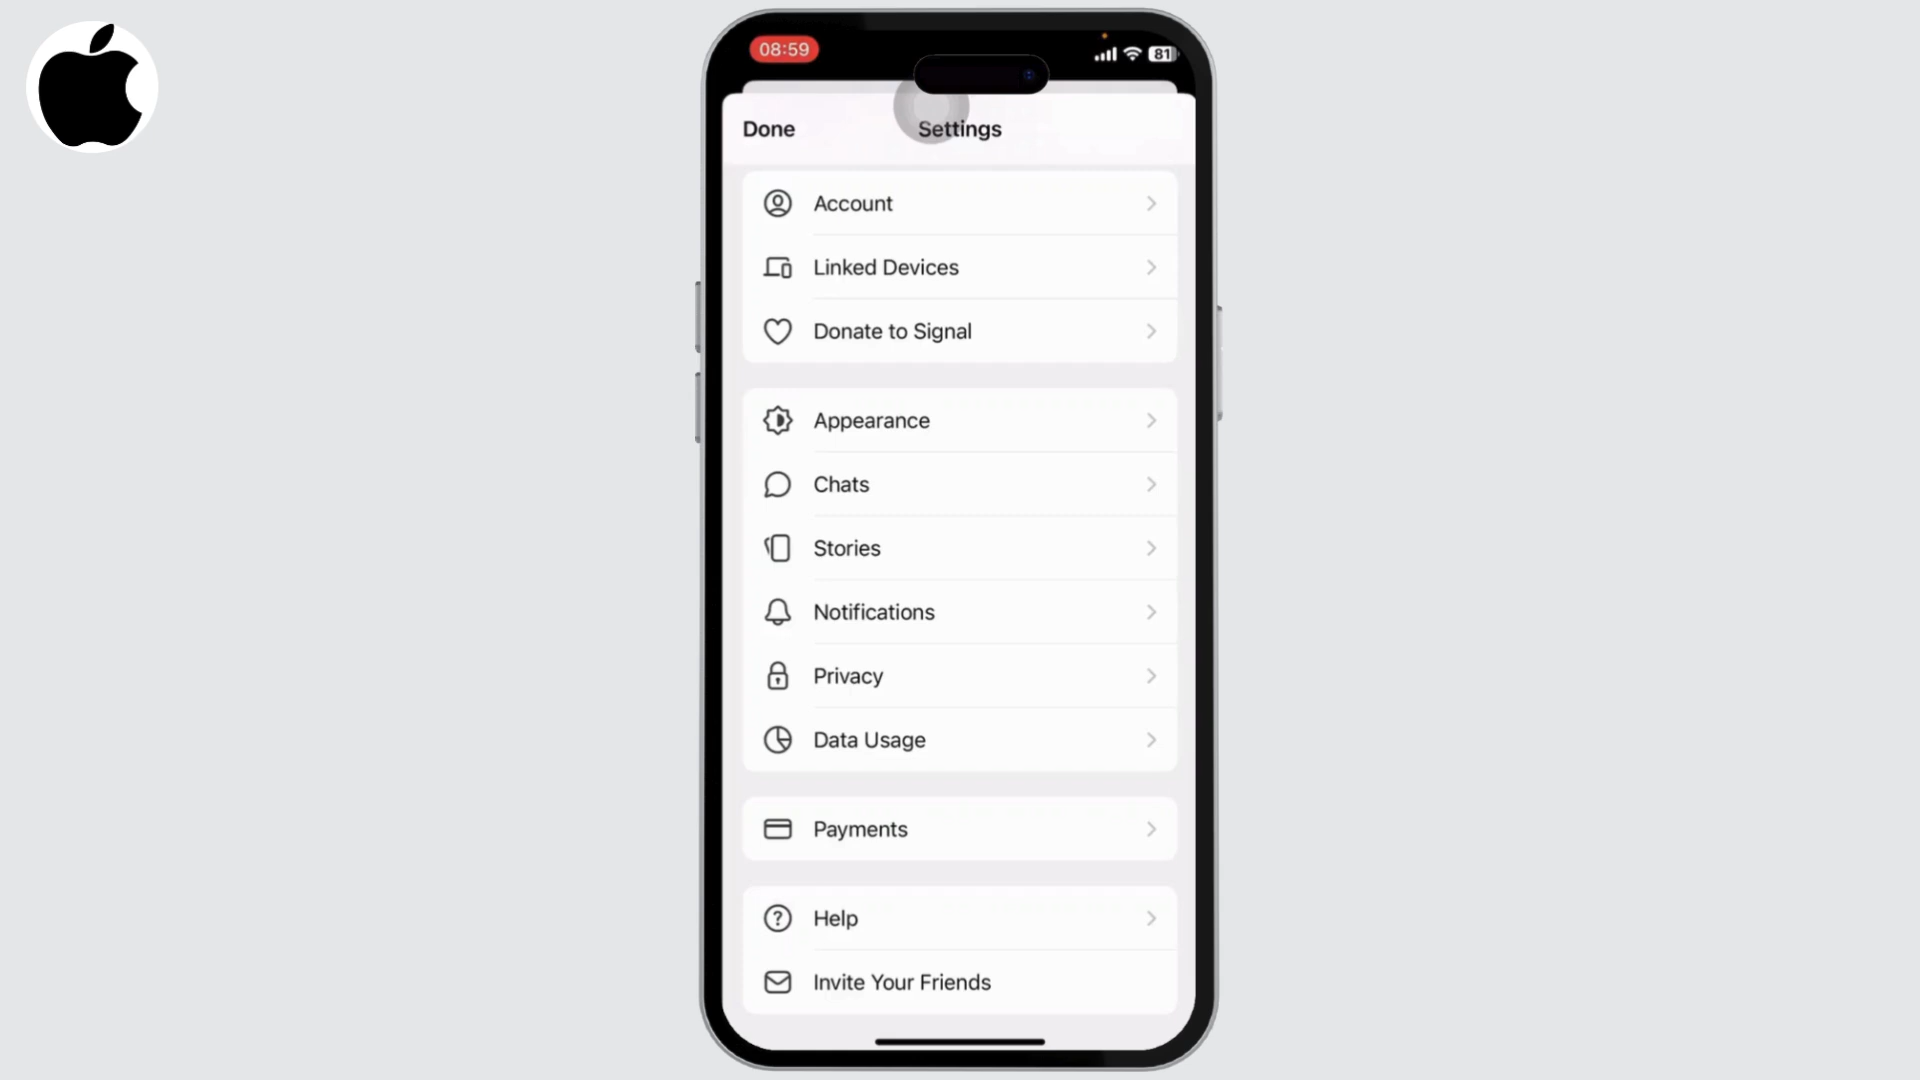 08:59
81
Done
Settings
Account
Linked Devices
Donate to Signal
Appearance
Chats
Stories
Notifications
Privacy
Data Usage
Payments
Help
Invite Your Friends